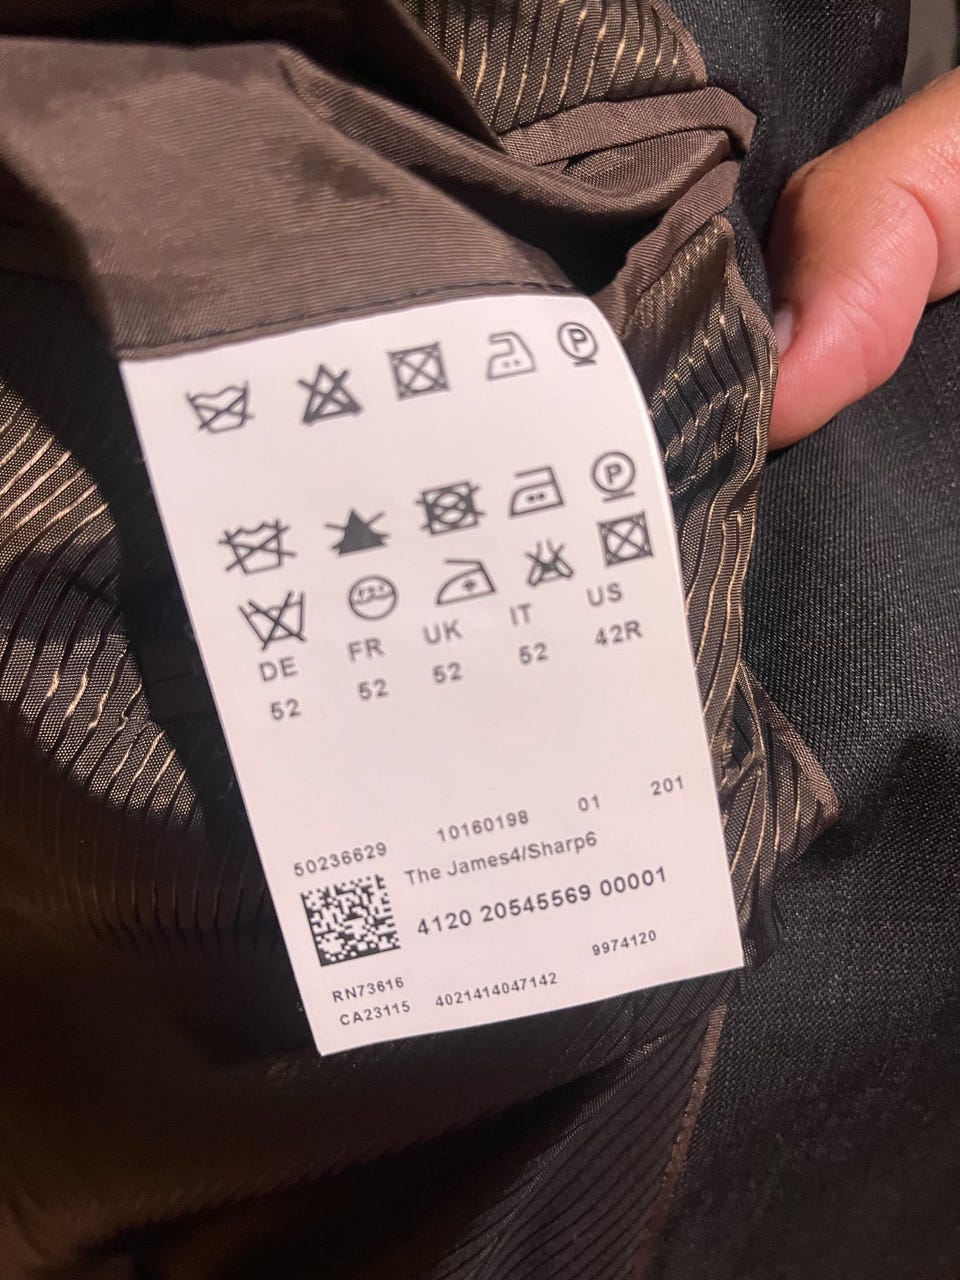 P
P
DE FR UK IT US
52 52 52 52 42R
50236629 10160198 01 201
The James4/Sharp6
4120 20545569 00001
RN73616 9974120
CA23115 4021414047142